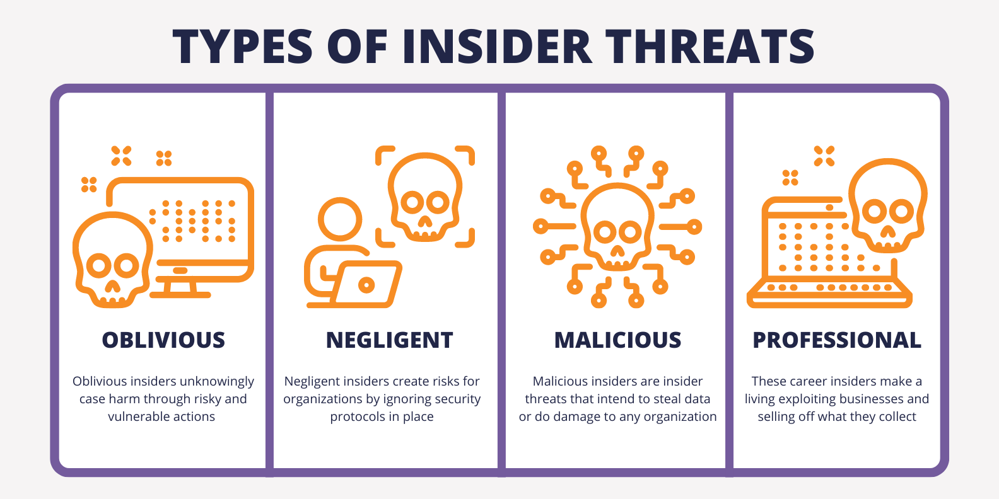 TYPES OF INSIDER THREATS
OBLIVIOUS
Oblivious insiders unknowingly
case harm through risky and
vulnerable actions
NEGLIGENT
Negligent insiders create risks for
organizations by ignoring security
protocols in place
MALICIOUS
Malicious insiders are insider
threats that intend to steal data
or do damage to any organization
PROFESSIONAL
These career insiders make a
living exploiting businesses and
selling off what they collect